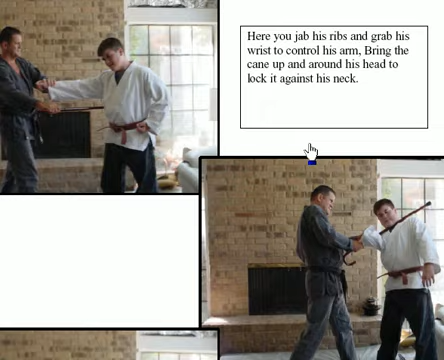 Here you jab his ribs and grab his
wrist to control his arm, Bring the
cane up and around his head to
lock it against his neck.